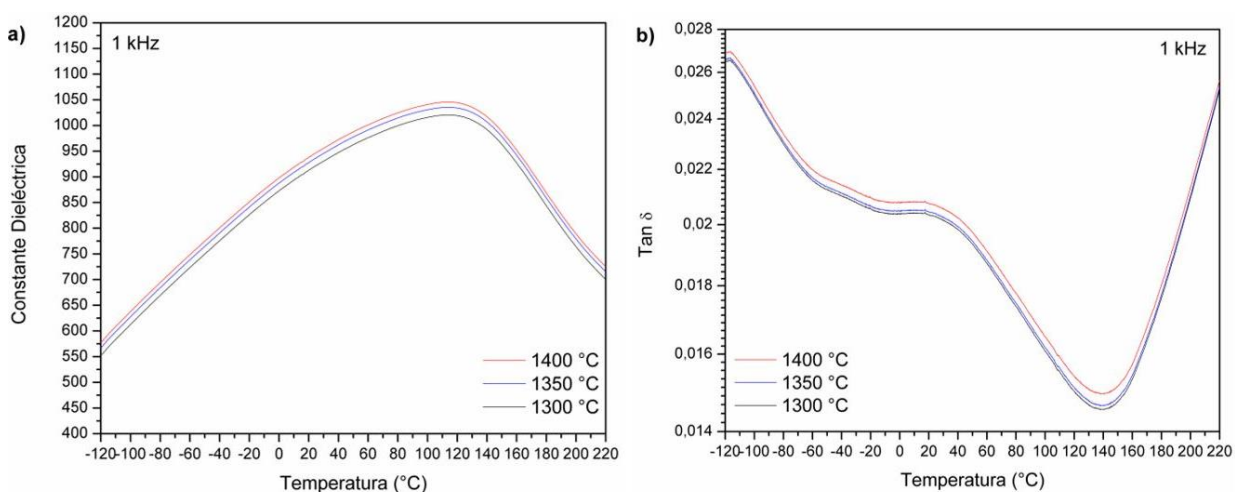 a)
1 kHz
1200
1150
1100
1050
1000
950
900
850
800
750
700
650
600
550
500
450
400
Constante Dieléctrica
1400 °C
1350 °C
1300 °C
-120-100 -80 -60 -40 -20 0 20 40 60 80 100 120 140 160 180 200 220
Temperatura (°C)
b)
1 kHz
0,028
0,026
0,024
0,022
0,02
0,018
0,016
0,014
Tan δ
1400 °C
1350 °C
1300 °C
-120-100 -80 -60 -40 -20 0 20 40 60 80 100 120 140 160 180 200 220
Temperatura (°C)